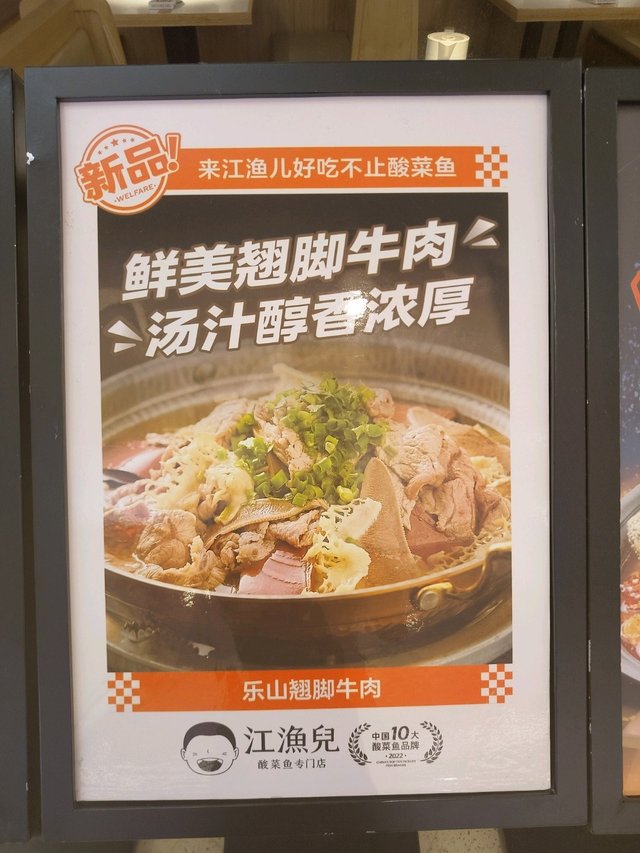 新品!
WELFARE
来江渔儿好吃不止酸菜鱼
鲜美翘脚牛肉
汤汁醇香浓厚
乐山翘脚牛肉
江漁兒
酸菜鱼专门店
中国10大
酸菜鱼品牌
·2022·